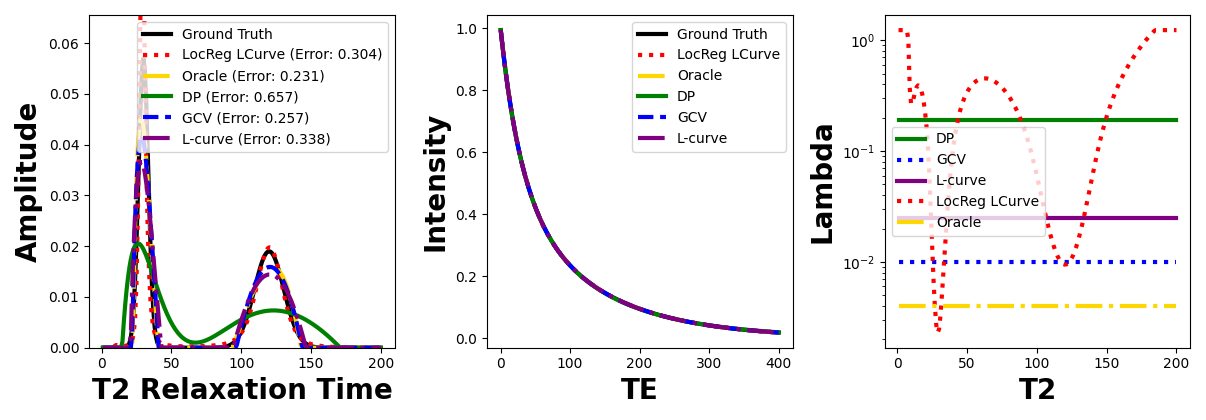 Amplitude
0.06
0.05
0.04
0.03
0.02
0.01
0.00
0 50 100 150 200
T2 Relaxation Time
Ground Truth
LocReg LCurve (Error: 0.304)
Oracle (Error: 0.231)
DP (Error: 0.657)
GCV (Error: 0.257)
L-curve (Error: 0.338)
Intensity
1.0
0.8
0.6
0.4
0.2
0.0
0 100 200 300 400
TE
Ground Truth
LocReg LCurve
Oracle
DP
GCV
L-curve
Lambda
10⁰
10⁻¹
10⁻²
0 50 100 150 200
T2
DP
GCV
L-curve
LocReg LCurve
Oracle